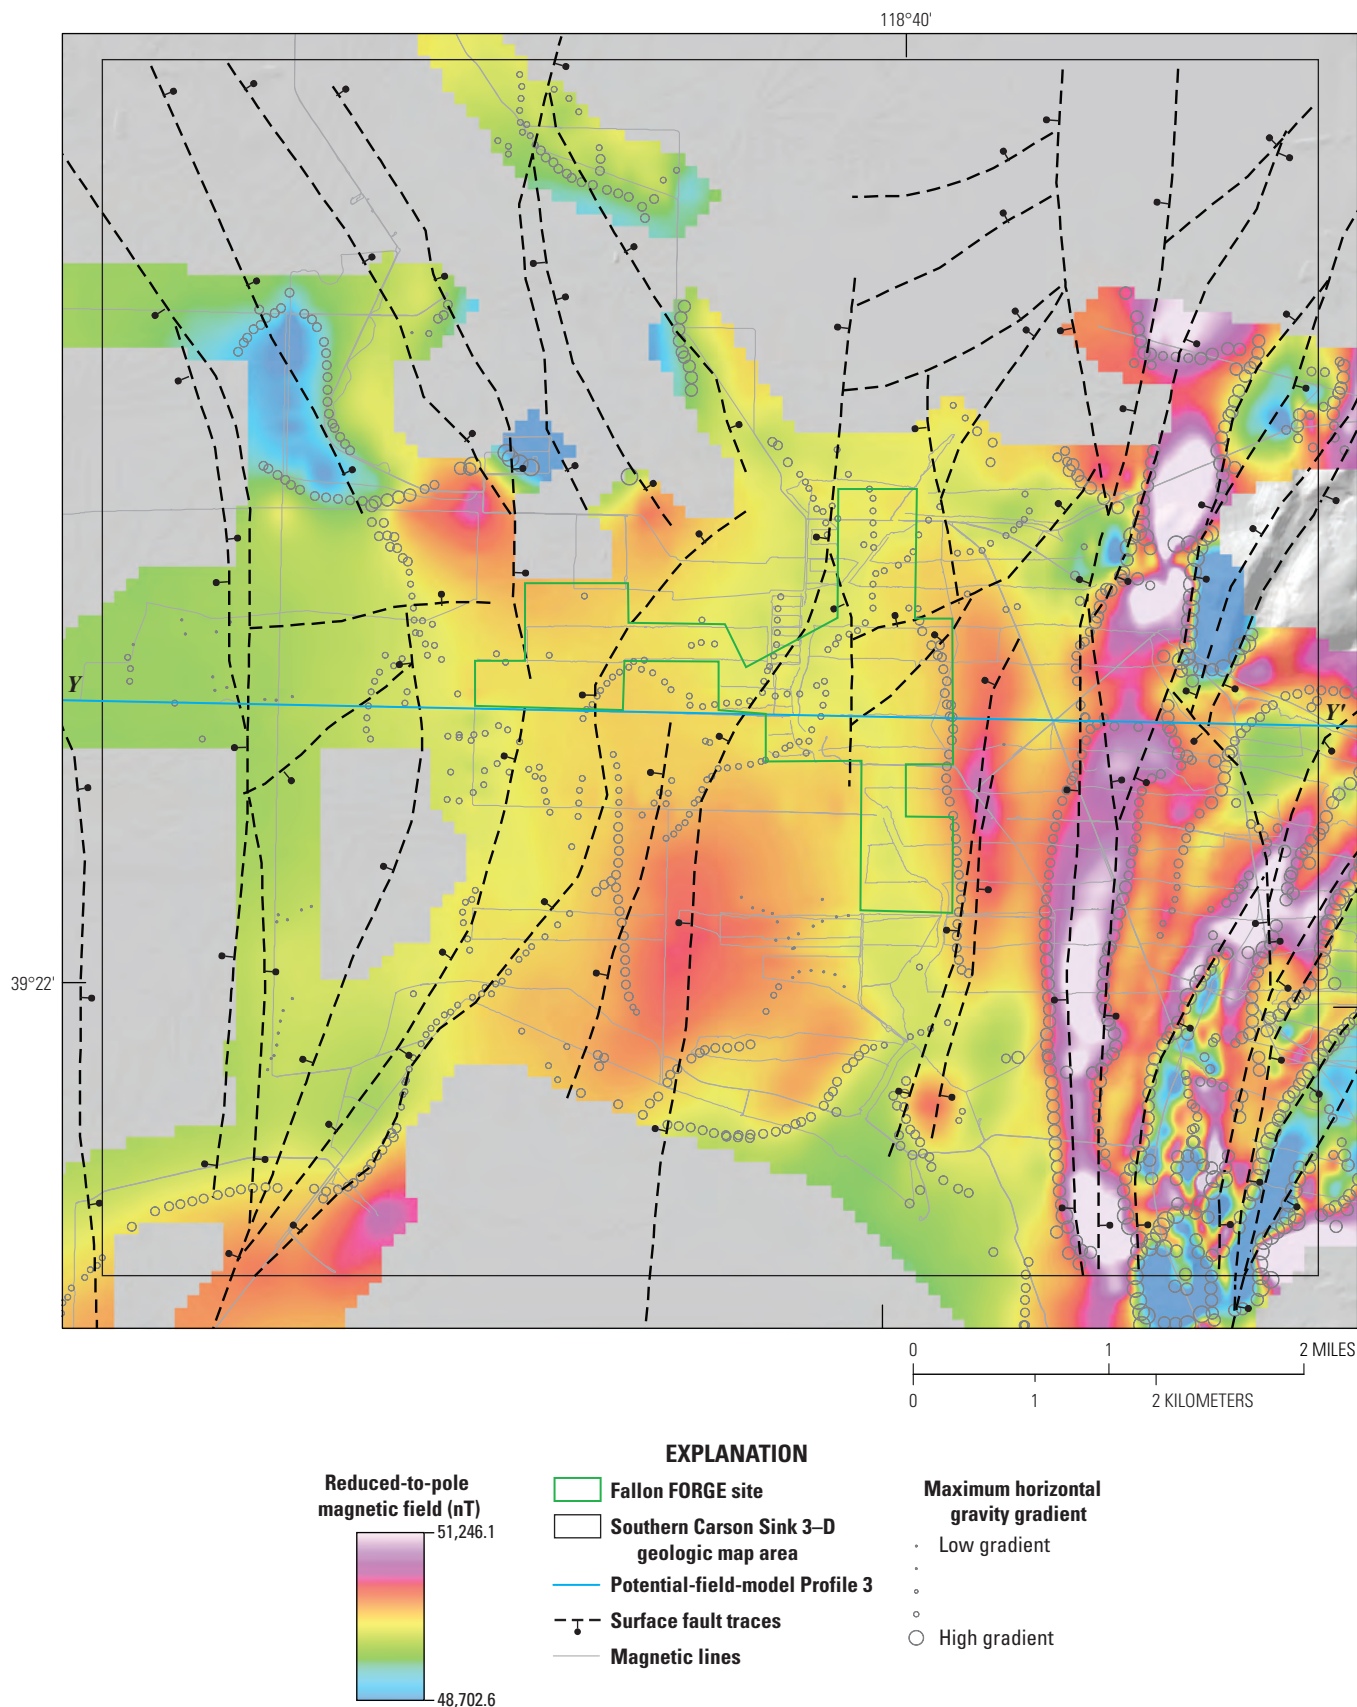 118°40'
Y
Y'
39°22'
0 1 2 MILES
0 1 2 KILOMETERS
EXPLANATION
Reduced-to-pole
magnetic field (nT)
51,246.1
48,702.6
Fallon FORGE site
Southern Carson Sink 3–D
geologic map area
Potential-field-model Profile 3
Surface fault traces
Magnetic lines
Maximum horizontal
gravity gradient
Low gradient
High gradient